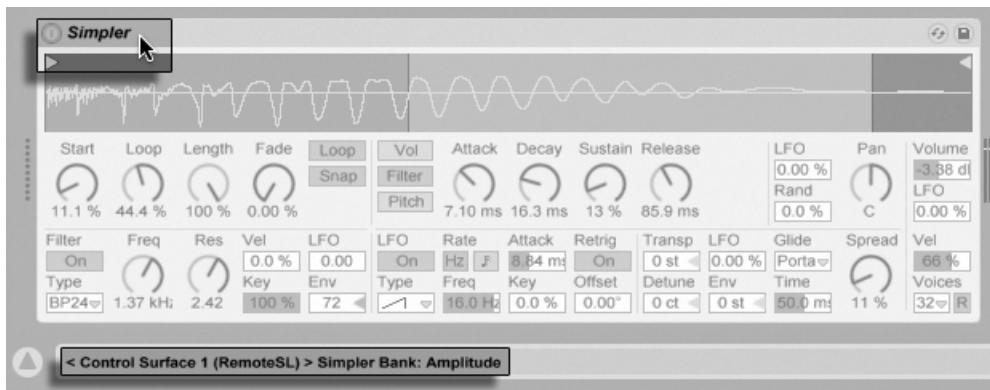 Simpler
Start Loop Length Fade Loop Vol Attack Decay Sustain Release LFO Pan Volume
Snap Filter 0.00 % -3.38 dB
Pitch Rand LFO
11.1 % 44.4 % 100 % 0.00 % 7.10 ms 16.3 ms 13 % 85.9 ms 0.0 % C 0.00 %
Filter Freq Res Vel LFO LFO Rate Attack Retrig Transp LFO Glide Spread Vel
On 0.0 % 0.00 On Hz 8.84 ms On 0 st 0.00 % Porta 66 %
Type Key Env Type Freq Key Offset Detune Env Time Voices
BP24 1.37 kHz 2.42 100 % 72 16.0 Hz 0.0 % 0.00° 0 ct 0 st 50.0 ms 11 % 32 R
< Control Surface 1 (RemoteSL) > Simpler Bank: Amplitude